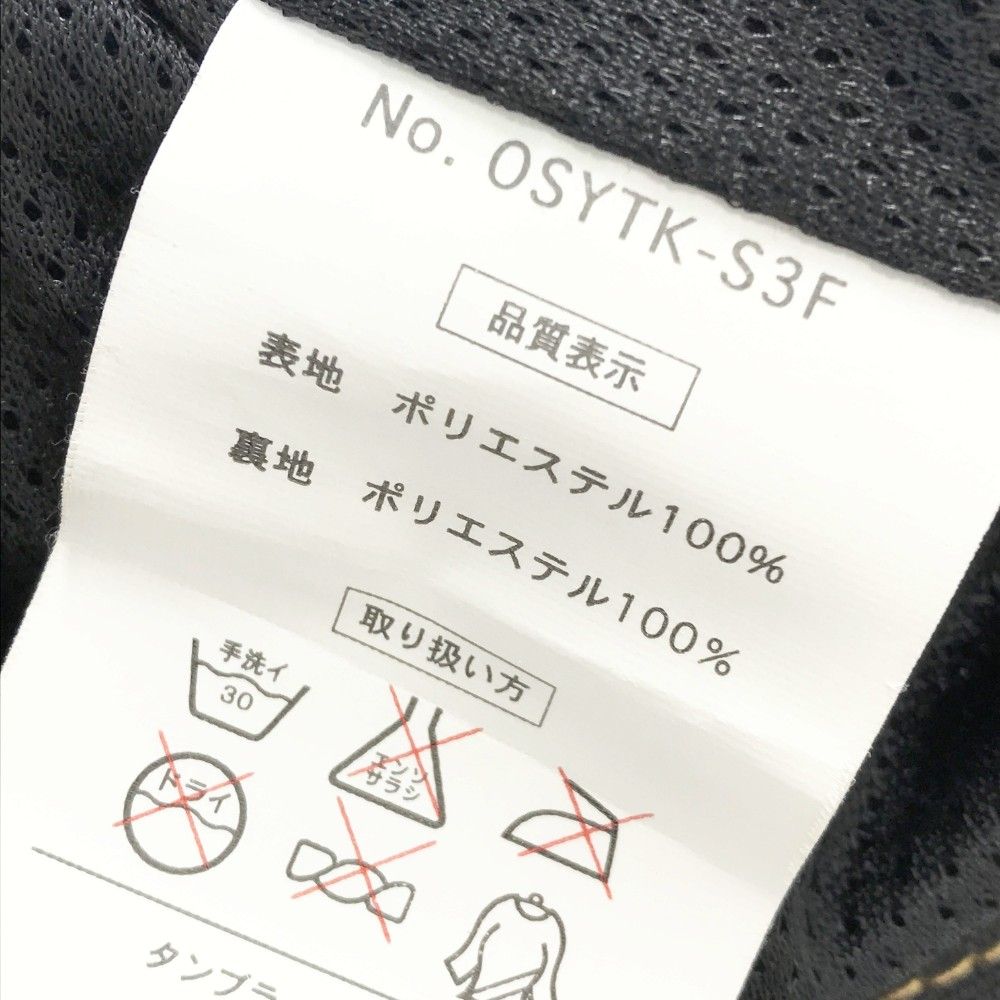 No. OSYTK-S3F
品質表示
表地 ポリエステル100%
裏地 ポリエステル100%
取り扱い方
手洗イ
30
エンソ
サラシ
ドライ
タンブラ